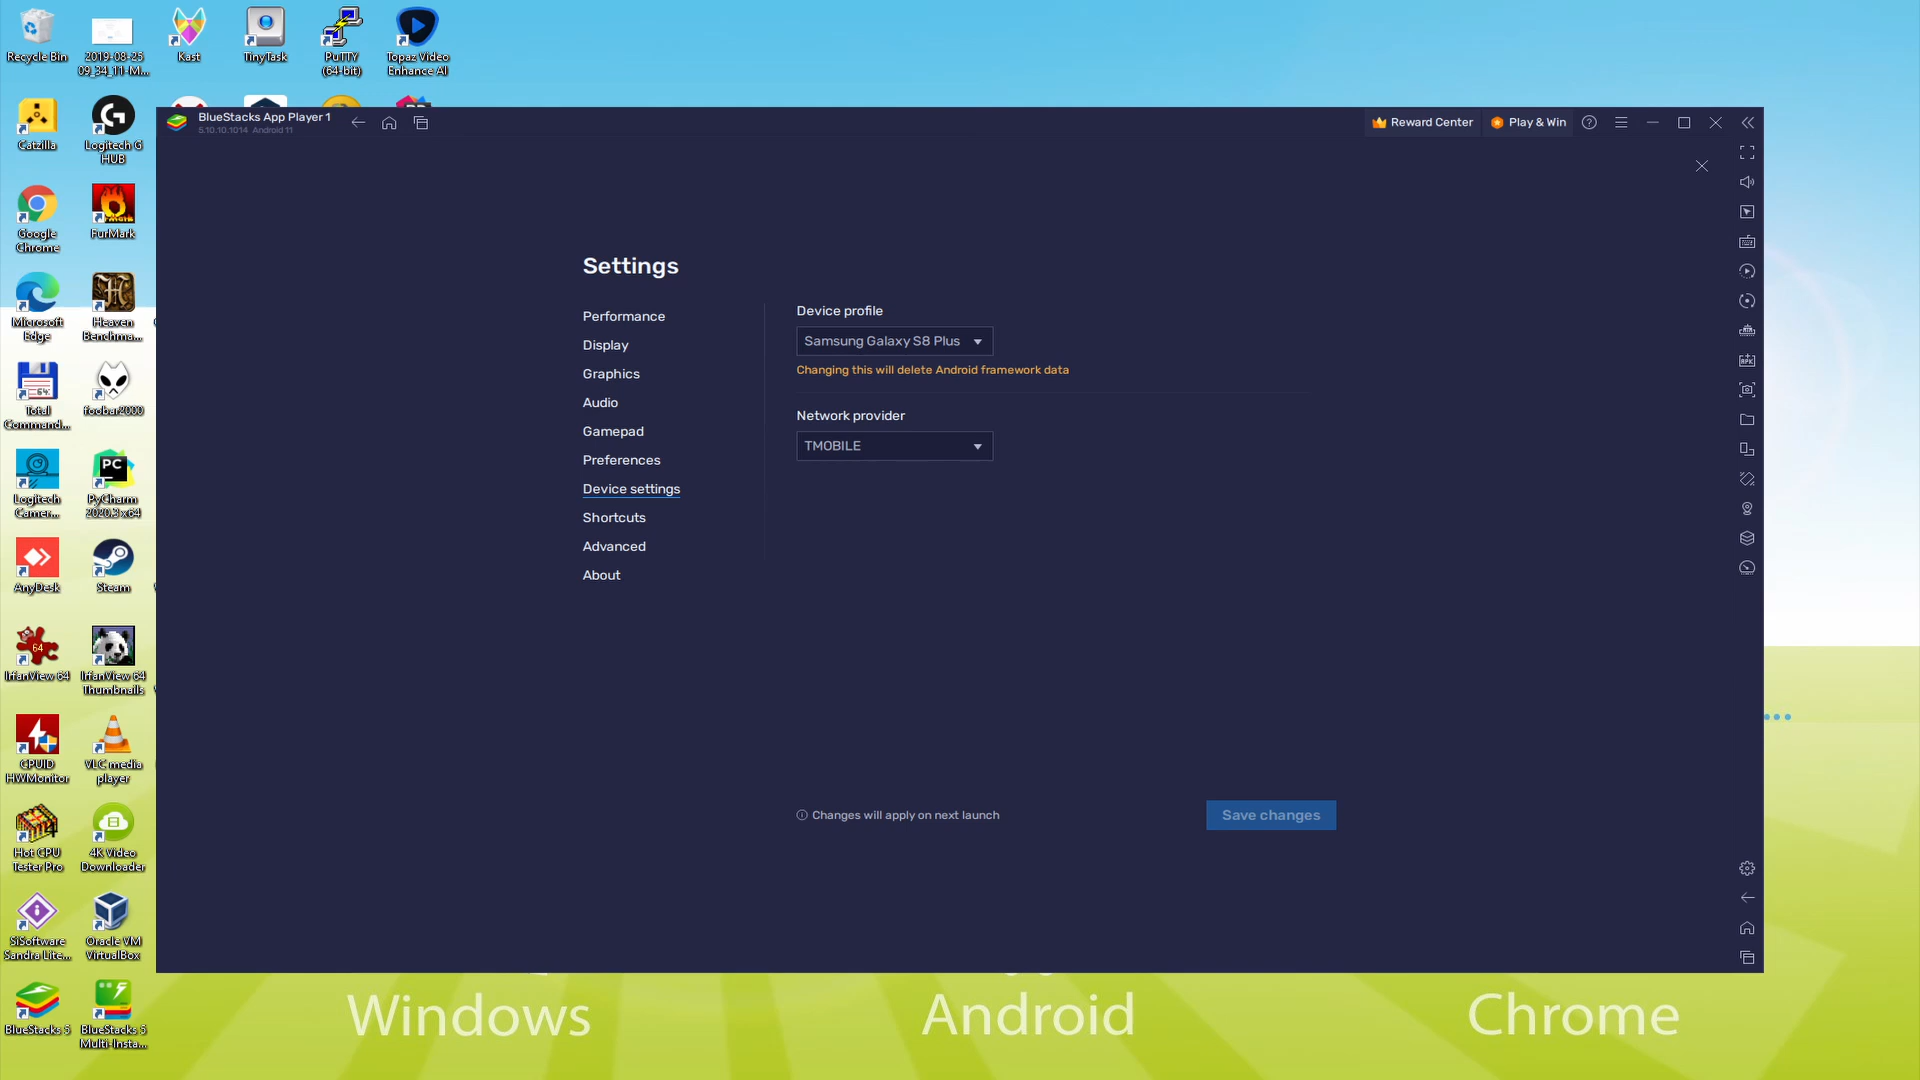 Recycle Bin
2019-08-25
09_34_11-M...
Kast
TinyTask
PuTTY
(64-bit)
Topaz Video
Enhance AI
Catzilla
Logitech G
HUB
Google
Chrome
FurMark
Microsoft
Edge
Heaven
Benchma...
Total
Command...
foobar2000
Logitech
Camer...
PyCharm
2020.3 x64
AnyDesk
Steam
IrfanView 64
IrfanView 64
Thumbnails
CPUID
HWMonitor
VLC media
player
Hot CPU
Tester Pro
4K Video
Downloader
SiSoftware
Sandra Lite...
Oracle VM
VirtualBox
BlueStacks 5
BlueStacks 5
Multi-Insta...
BlueStacks App Player 1
5.10.10.1014 Android 11
Reward Center
Play & Win
Settings
Performance
Display
Graphics
Audio
Gamepad
Preferences
Device settings
Shortcuts
Advanced
About
Device profile
Samsung Galaxy S8 Plus
Changing this will delete Android framework data
Network provider
TMOBILE
Changes will apply on next launch
Save changes
Windows
Android
Chrome